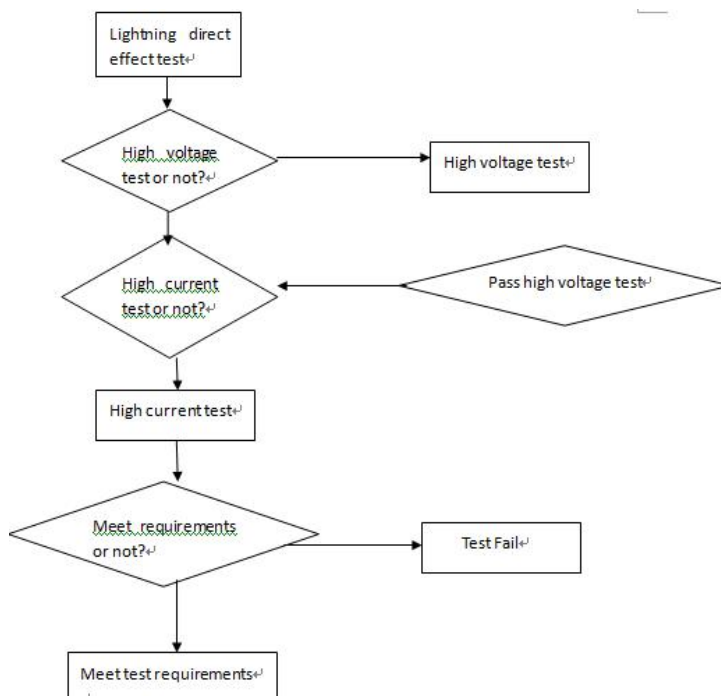 Lightning direct
effect test
High voltage
test or not?
High voltage test
High current
test or not?
Pass high voltage test
High current test
Meet requirements
or not?
Test Fail
Meet test requirements